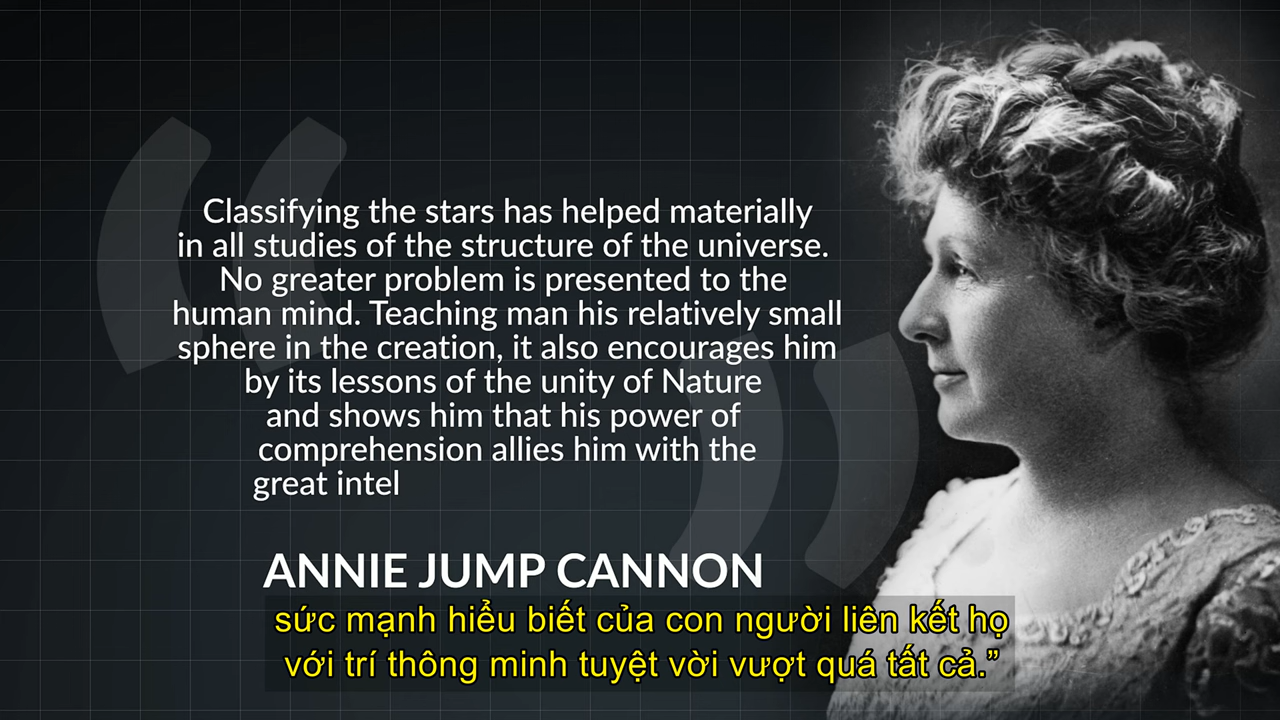 Classifying the stars has helped materially
in all studies of the structure of the universe.
No greater problem is presented to the
human mind. Teaching man his relatively small
sphere in the creation, it also encourages him
by its lessons of the unity of Nature
and shows him that his power of
comprehension allies him with the
great intel
ANNIE JUMP CANNON
sức mạnh hiểu biết của con người liên kết họ
với trí thông minh tuyệt vời vượt quá tất cả.”